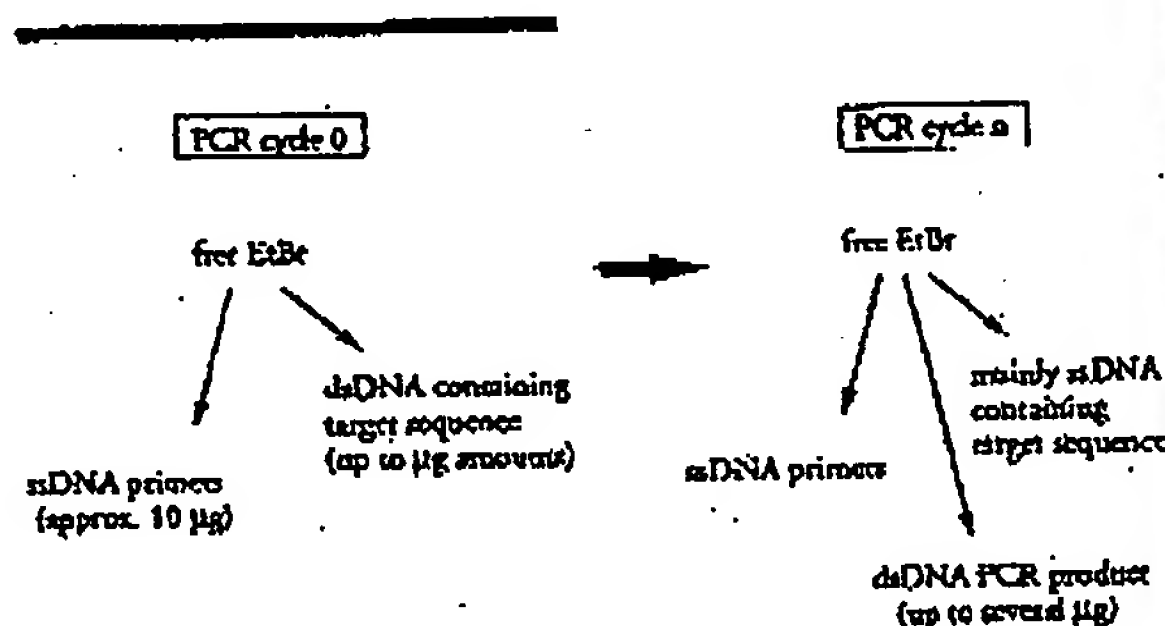 PCR cycle 0
free EtBr
ssDNA primers
(approx. 10 µg)
dsDNA containing
target sequence
(up to µg amounts)
PCR cycle n
free EtBr
ssDNA primers
mainly ssDNA
containing
target sequence
dsDNA PCR product
(up to several µg)